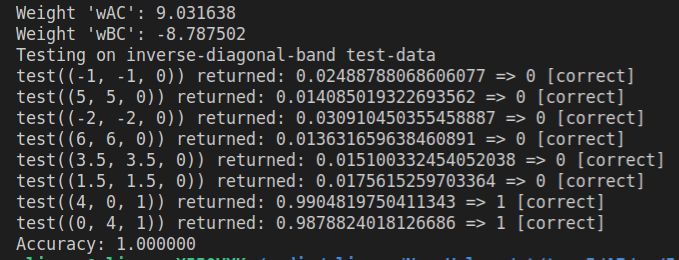 Weight 'wAC': 9.031638
Weight 'wBC': -8.787502
Testing on inverse-diagonal-band test-data
test((-1, -1, 0)) returned: 0.02488788068606077 => 0 [correct]
test((5, 5, 0)) returned: 0.014085019322693562 => 0 [correct]
test((-2, -2, 0)) returned: 0.030910450355458887 => 0 [correct]
test((6, 6, 0)) returned: 0.013631659638460891 => 0 [correct]
test((3.5, 3.5, 0)) returned: 0.015100332454052038 => 0 [correct]
test((1.5, 1.5, 0)) returned: 0.0175615259703364 => 0 [correct]
test((4, 0, 1)) returned: 0.9904819750411343 => 1 [correct]
test((0, 4, 1)) returned: 0.9878824018126686 => 1 [correct]
Accuracy: 1.000000